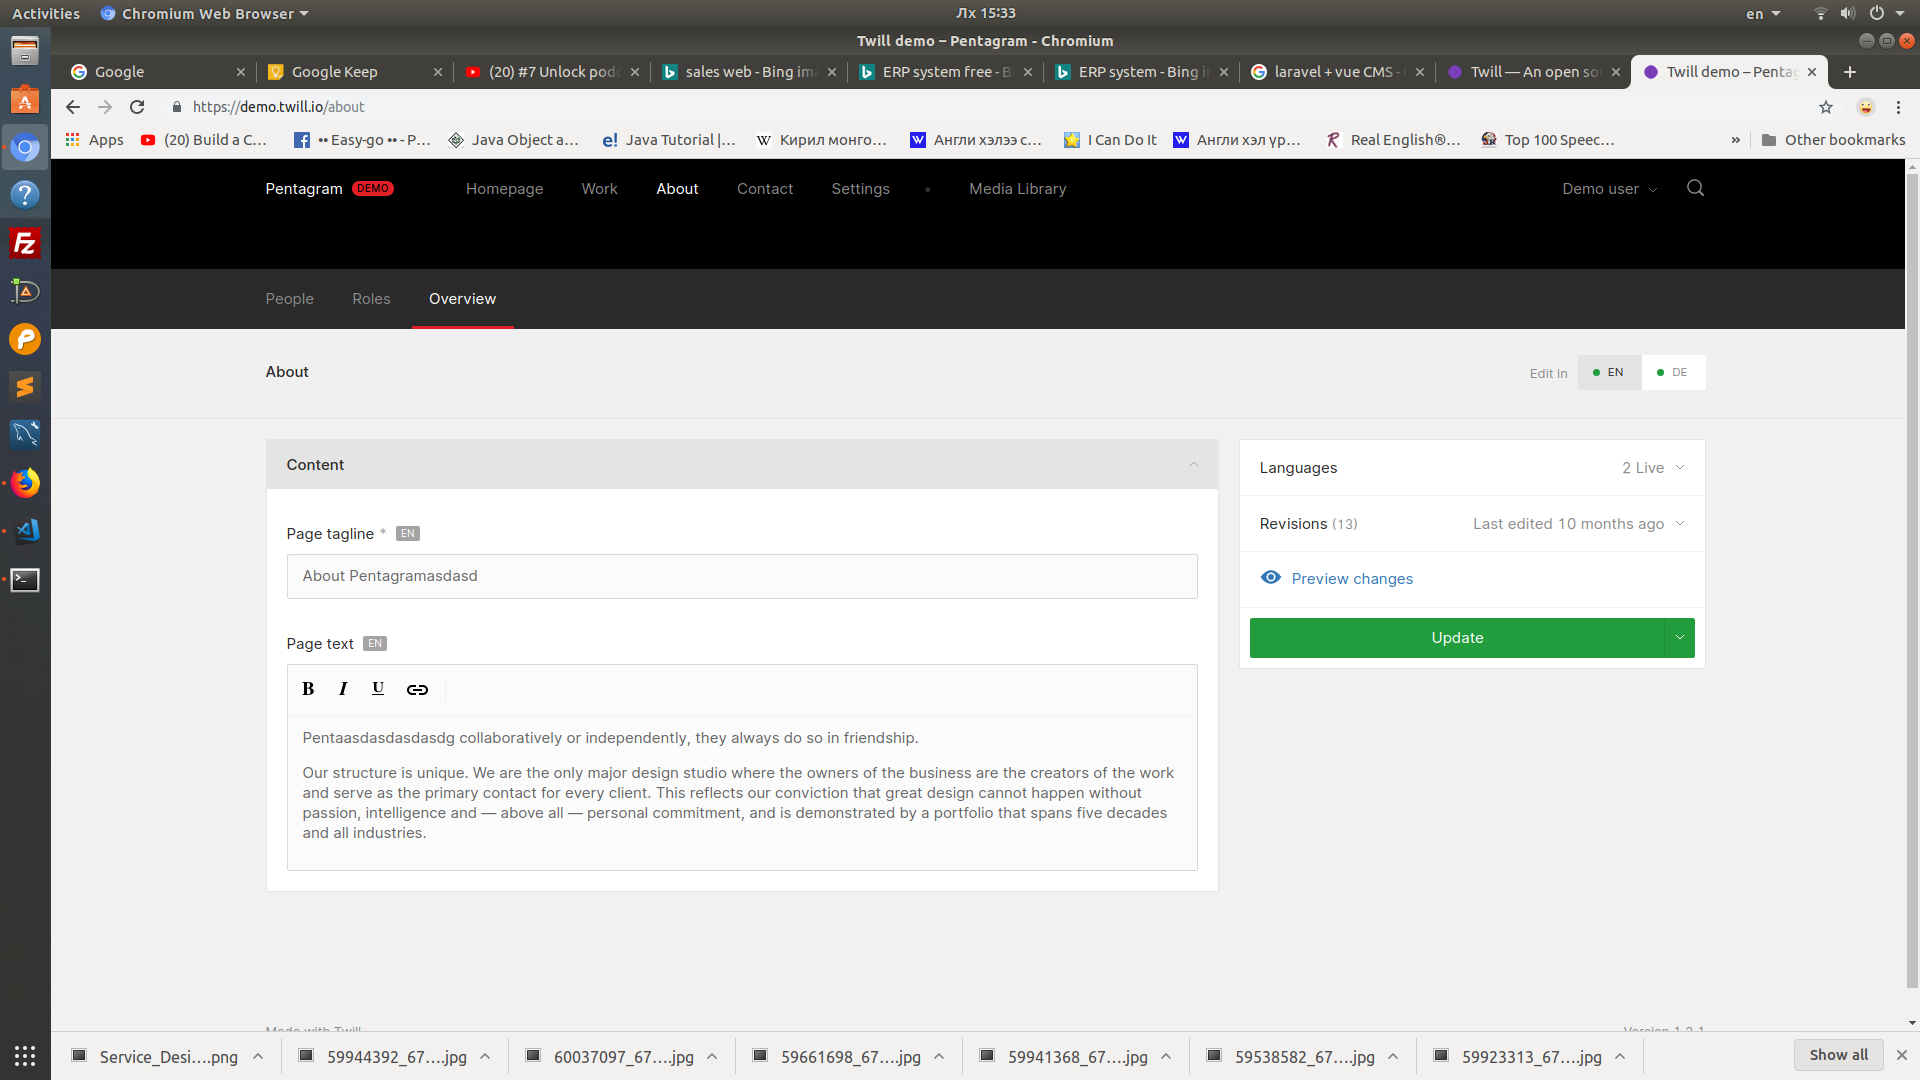 Activities
Chromium Web Browser
Лх 15:33
en
Twill demo – Pentagram - Chromium
Google
Google Keep
(20) #7 Unlock podc
sales web - Bing ima
ERP system free - B
ERP system - Bing i
laravel + vue CMS -
Twill — An open so
Twill demo – Pentag
https://demo.twill.io/about
Apps
(20) Build a C...
•• Easy-go •• - P...
Java Object a...
Java Tutorial |...
Кирил монго...
Англи хэлээ с...
I Can Do It
Англи хэл үр...
Real English®...
Top 100 Speec...
»
Other bookmarks
Pentagram DEMO
Homepage
Work
About
Contact
Settings
•
Media Library
Demo user
People
Roles
Overview
About
Edit in
EN
DE
Content
Languages
2 Live
Revisions (13)
Last edited 10 months ago
Preview changes
Update
Page tagline * EN
About Pentagramasdasd
Page text EN
B I U
Pentaasdasdasdasdg collaboratively or independently, they always do so in friendship.
Our structure is unique. We are the only major design studio where the owners of the business are the creators of the work
and serve as the primary contact for every client. This reflects our conviction that great design cannot happen without
passion, intelligence and — above all — personal commitment, and is demonstrated by a portfolio that spans five decades
and all industries.
Made with Twill
Version 1.2.1
Service_Desi....png
59944392_67....jpg
60037097_67....jpg
59661698_67....jpg
59941368_67....jpg
59538582_67....jpg
59923313_67....jpg
Show all